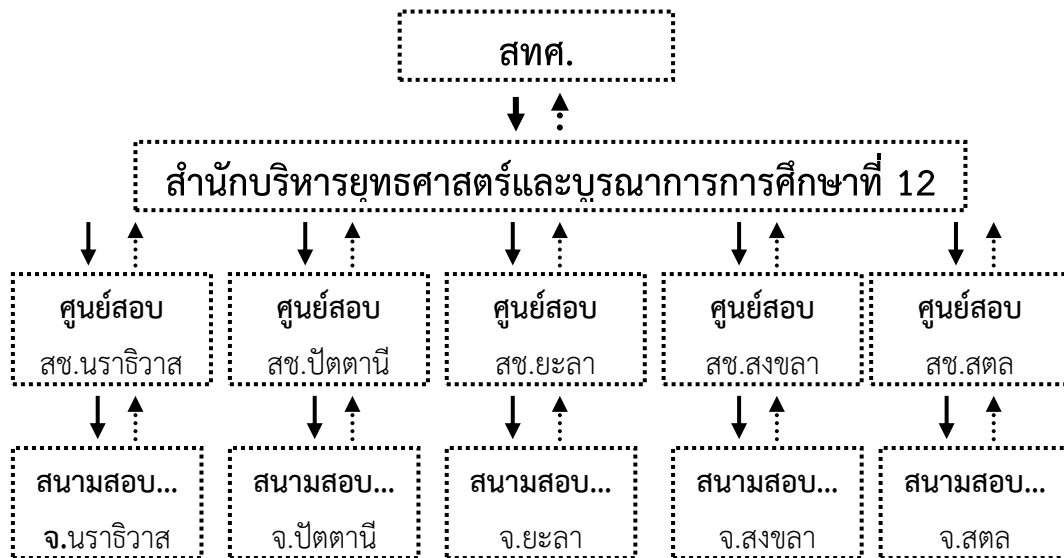 สทศ.
สำนักบริหารยุทธศาสตร์และบูรณาการการศึกษาที่ 12
ศูนย์สอบ
สช.นราธิวาส
ศูนย์สอบ
สช.ปัตตานี
ศูนย์สอบ
สช.ยะลา
ศูนย์สอบ
สช.สงขลา
ศูนย์สอบ
สช.สตูล
สนามสอบ...
จ.นราธิวาส
สนามสอบ...
จ.ปัตตานี
สนามสอบ...
จ.ยะลา
สนามสอบ...
จ.สงขลา
สนามสอบ...
จ.สตูล